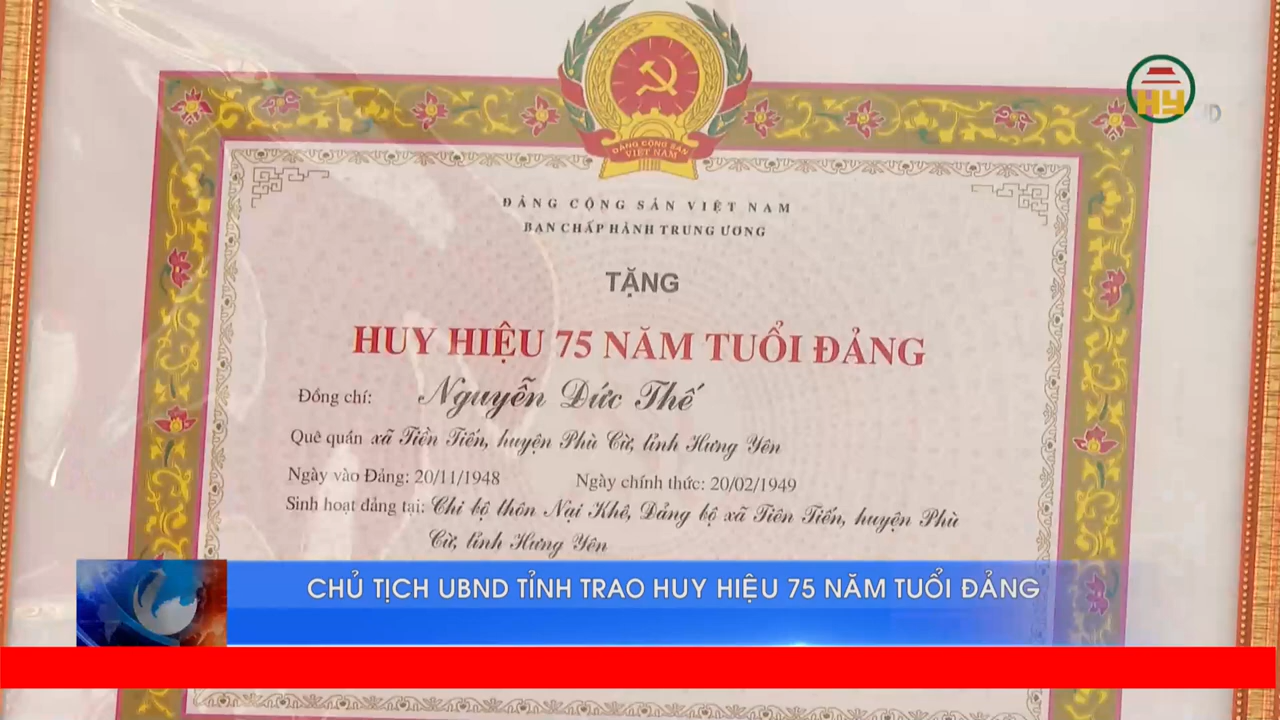 HY
ĐẢNG CỘNG SẢN
VIỆT NAM
ĐẢNG CỘNG SẢN VIỆT NAM
BAN CHẤP HÀNH TRUNG ƯƠNG
TẶNG
HUY HIỆU 75 NĂM TUỔI ĐẢNG
Đồng chí: Nguyễn Đức Thế
Quê quán xã Tiền Tiến, huyện Phù Cừ, tỉnh Hưng Yên
Ngày vào Đảng: 20/11/1948 Ngày chính thức: 20/02/1949
Sinh hoạt đảng tại: Chi bộ thôn Nại Khê, Đảng bộ xã Tiên Tiến, huyện Phù
Cừ, tỉnh Hưng Yên
CHỦ TỊCH UBND TỈNH TRAO HUY HIỆU 75 NĂM TUỔI ĐẢNG